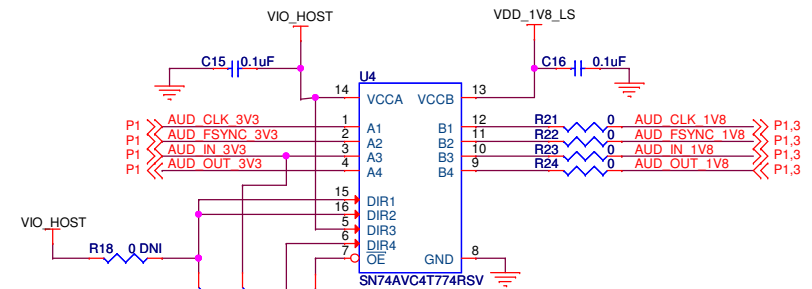 VIO_HOST
VDD_1V8_LS
C15 0.1uF
C16 0.1uF
U4
14 VCCA VCCB 13
P1 AUD_CLK_3V3 1 A1 B1 12 R21 0 AUD_CLK_1V8 P1,3
P1 AUD_FSYNC_3V3 2 A2 B2 11 R22 0 AUD_FSYNC_1V8 P1,3
P1 AUD_IN_3V3 3 A3 B3 10 R23 0 AUD_IN_1V8 P1,3
P1 AUD_OUT_3V3 4 A4 B4 9 R24 0 AUD_OUT_1V8 P1,3
15 DIR1
16 DIR2
5 DIR3
6 DIR4
7 OE GND 8
VIO_HOST
R18 0 DNI
SN74AVC4T774RSV